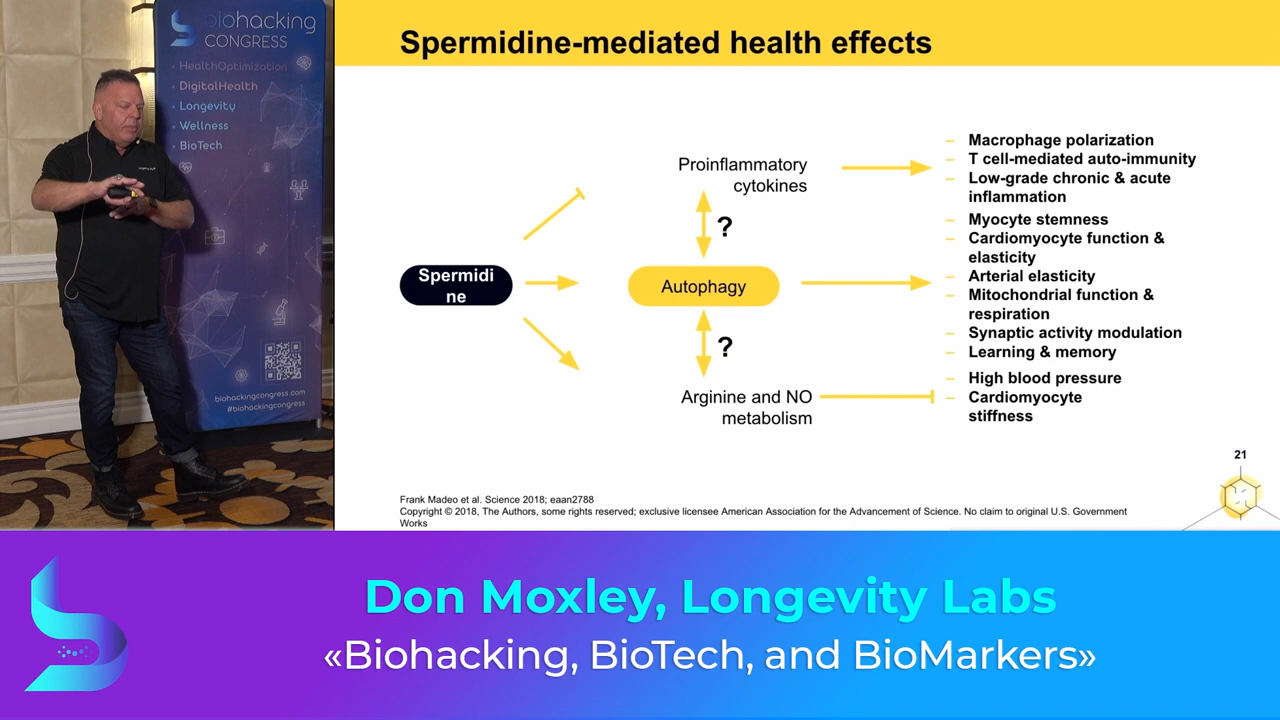 biohacking
CONGRESS
HealthOptimization
DigitalHealth
Longevity
Wellness
BioTech
biohackingcongress.com
#biohackingcongress
Spermidine-mediated health effects
Spermidi
ne
Proinflammatory
cytokines
?
Autophagy
?
Arginine and NO
metabolism
– Macrophage polarization
– T cell-mediated auto-immunity
– Low-grade chronic & acute
inflammation
– Myocyte stemness
– Cardiomyocyte function &
elasticity
– Arterial elasticity
– Mitochondrial function &
respiration
– Synaptic activity modulation
– Learning & memory
– High blood pressure
– Cardiomyocyte
stiffness
21
Frank Madeo et al. Science 2018; eaan2788
Copyright © 2018, The Authors, some rights reserved; exclusive licensee American Association for the Advancement of Science. No claim to original U.S. Government
Works
Don Moxley, Longevity Labs
«Biohacking, BioTech, and BioMarkers»